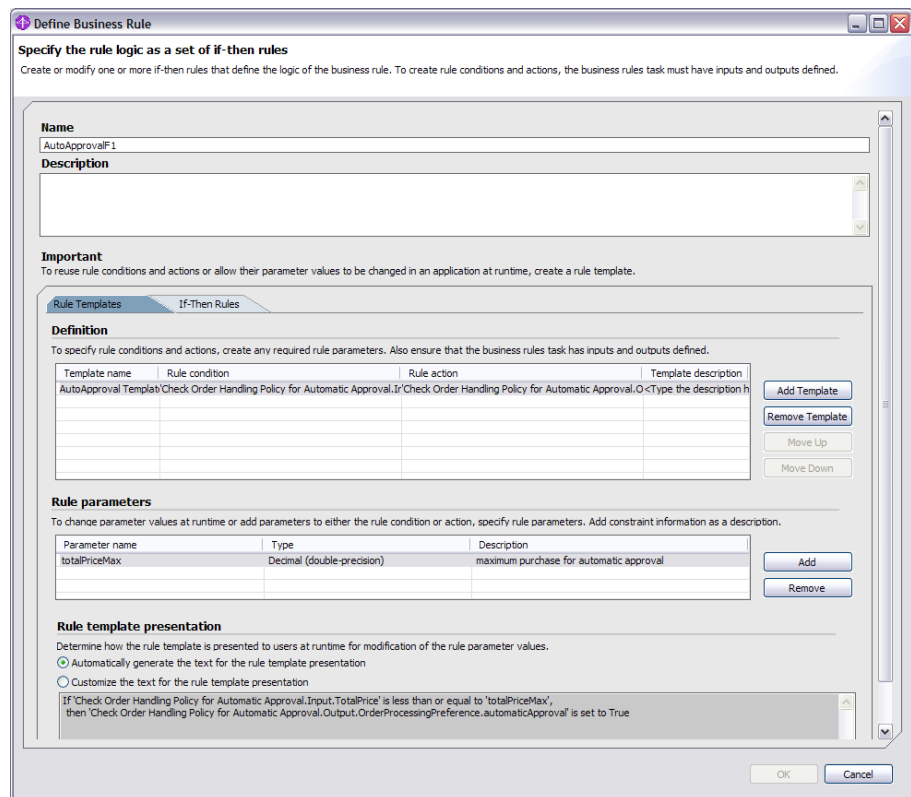 Define Business Rule
Specify the rule logic as a set of if-then rules
Create or modify one or more if-then rules that define the logic of the business rule. To create rule conditions and actions, the business rules task must have inputs and outputs defined.
Name
AutoApprovalF1
Description
Important
To reuse rule conditions and actions or allow their parameter values to be changed in an application at runtime, create a rule template.
Rule Templates If-Then Rules
Definition
To specify rule conditions and actions, create any required rule parameters. Also ensure that the business rules task has inputs and outputs defined.
Template name Rule condition Rule action Template description
AutoApproval Templat 'Check Order Handling Policy for Automatic Approval.Ir 'Check Order Handling Policy for Automatic Approval.O <Type the description h
Add Template
Remove Template
Move Up
Move Down
Rule parameters
To change parameter values at runtime or add parameters to either the rule condition or action, specify rule parameters. Add constraint information as a description.
Parameter name Type Description
totalPriceMax Decimal (double-precision) maximum purchase for automatic approval
Add
Remove
Rule template presentation
Determine how the rule template is presented to users at runtime for modification of the rule parameter values.
Automatically generate the text for the rule template presentation
Customize the text for the rule template presentation
If 'Check Order Handling Policy for Automatic Approval.Input.TotalPrice' is less than or equal to 'totalPriceMax',
then 'Check Order Handling Policy for Automatic Approval.Output.OrderProcessingPreference.automaticApproval' is set to True
OK Cancel